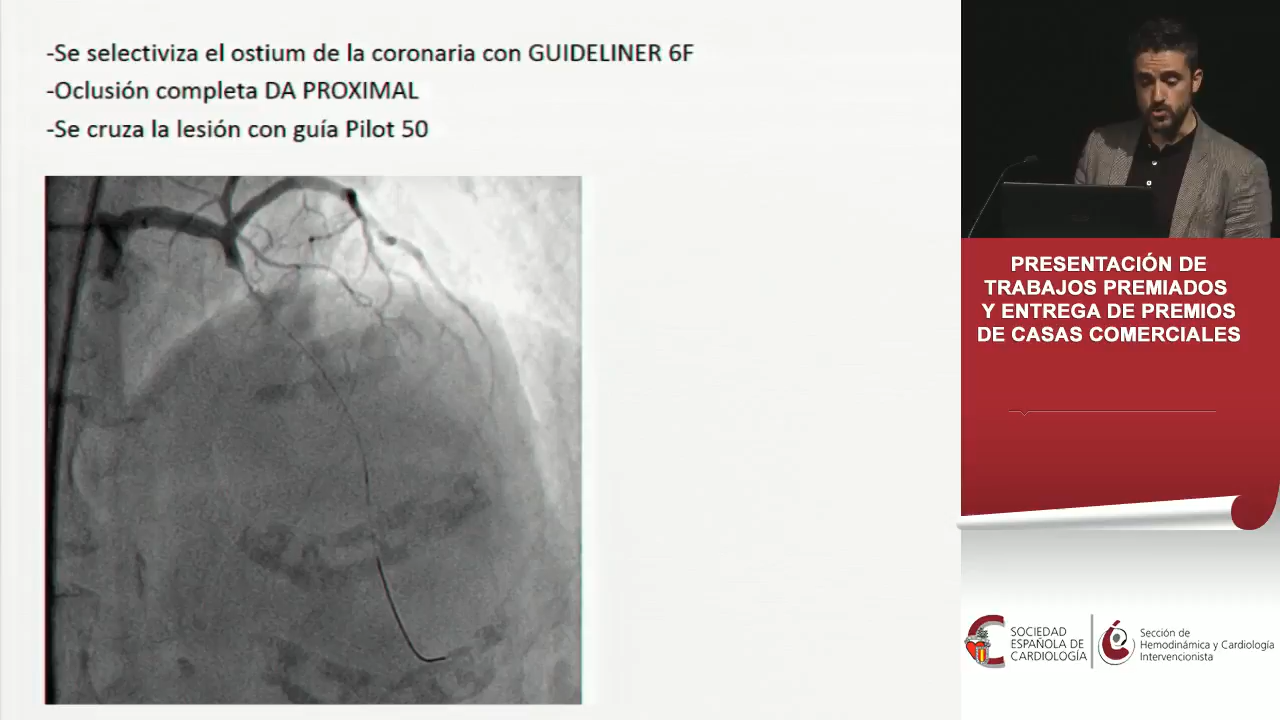 -Se selectiviza el ostium de la coronaria con GUIDELINER 6F
-Oclusión completa DA PROXIMAL
-Se cruza la lesión con guía Pilot 50
PRESENTACIÓN DE
TRABAJOS PREMIADOS
Y ENTREGA DE PREMIOS
DE CASAS COMERCIALES
SOCIEDAD
ESPAÑOLA DE
CARDIOLOGÍA
Sección de
Hemodinámica y Cardiología
Intervencionista